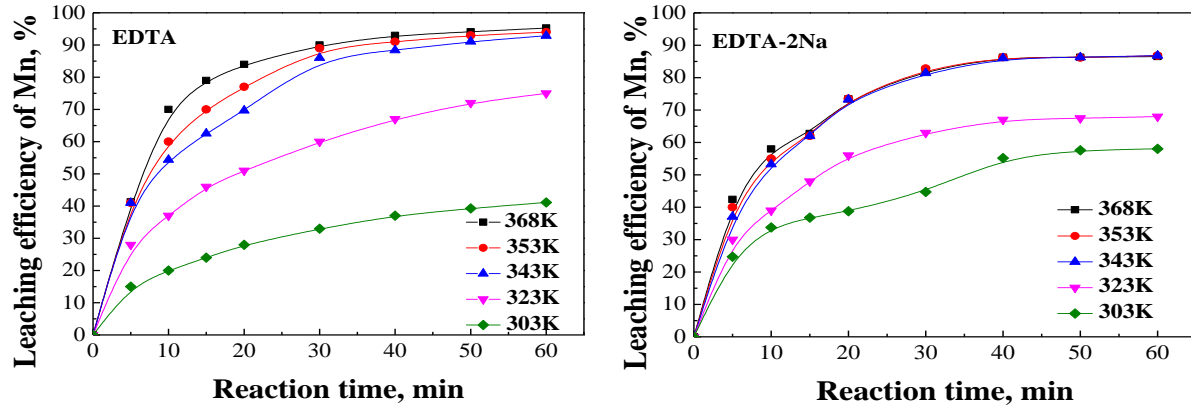 Leaching efficiency of Mn, %
100
90
80
70
60
50
40
30
20
10
0
EDTA
368K
353K
343K
323K
303K
0 10 20 30 40 50 60
Reaction time, min
Leaching efficiency of Mn, %
100
90
80
70
60
50
40
30
20
10
0
EDTA-2Na
368K
353K
343K
323K
303K
0 10 20 30 40 50 60
Reaction time, min